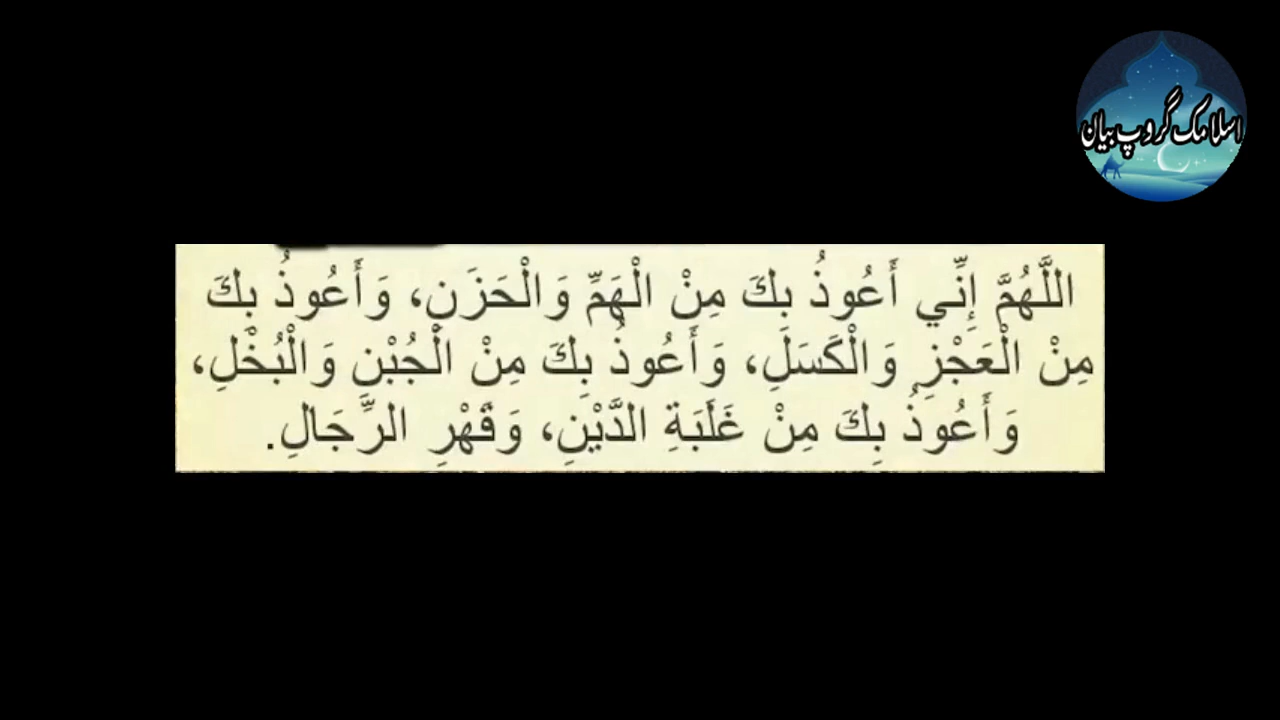 اسلامک گروپ بیان
اللَّهُمَّ إِنِّي أَعُوذُ بِكَ مِنْ الْهَمِّ وَالْحَزَنِ، وَأَعُوذُ بِكَ
مِنْ الْعَجْزِ وَالْكَسَلِ، وَأَعُوذُ بِكَ مِنْ الْجُبْنِ وَالْبُخْلِ،
وَأَعُوذُ بِكَ مِنْ غَلَبَةِ الدَّيْنِ، وَقَهْرِ الرِّجَالِ.